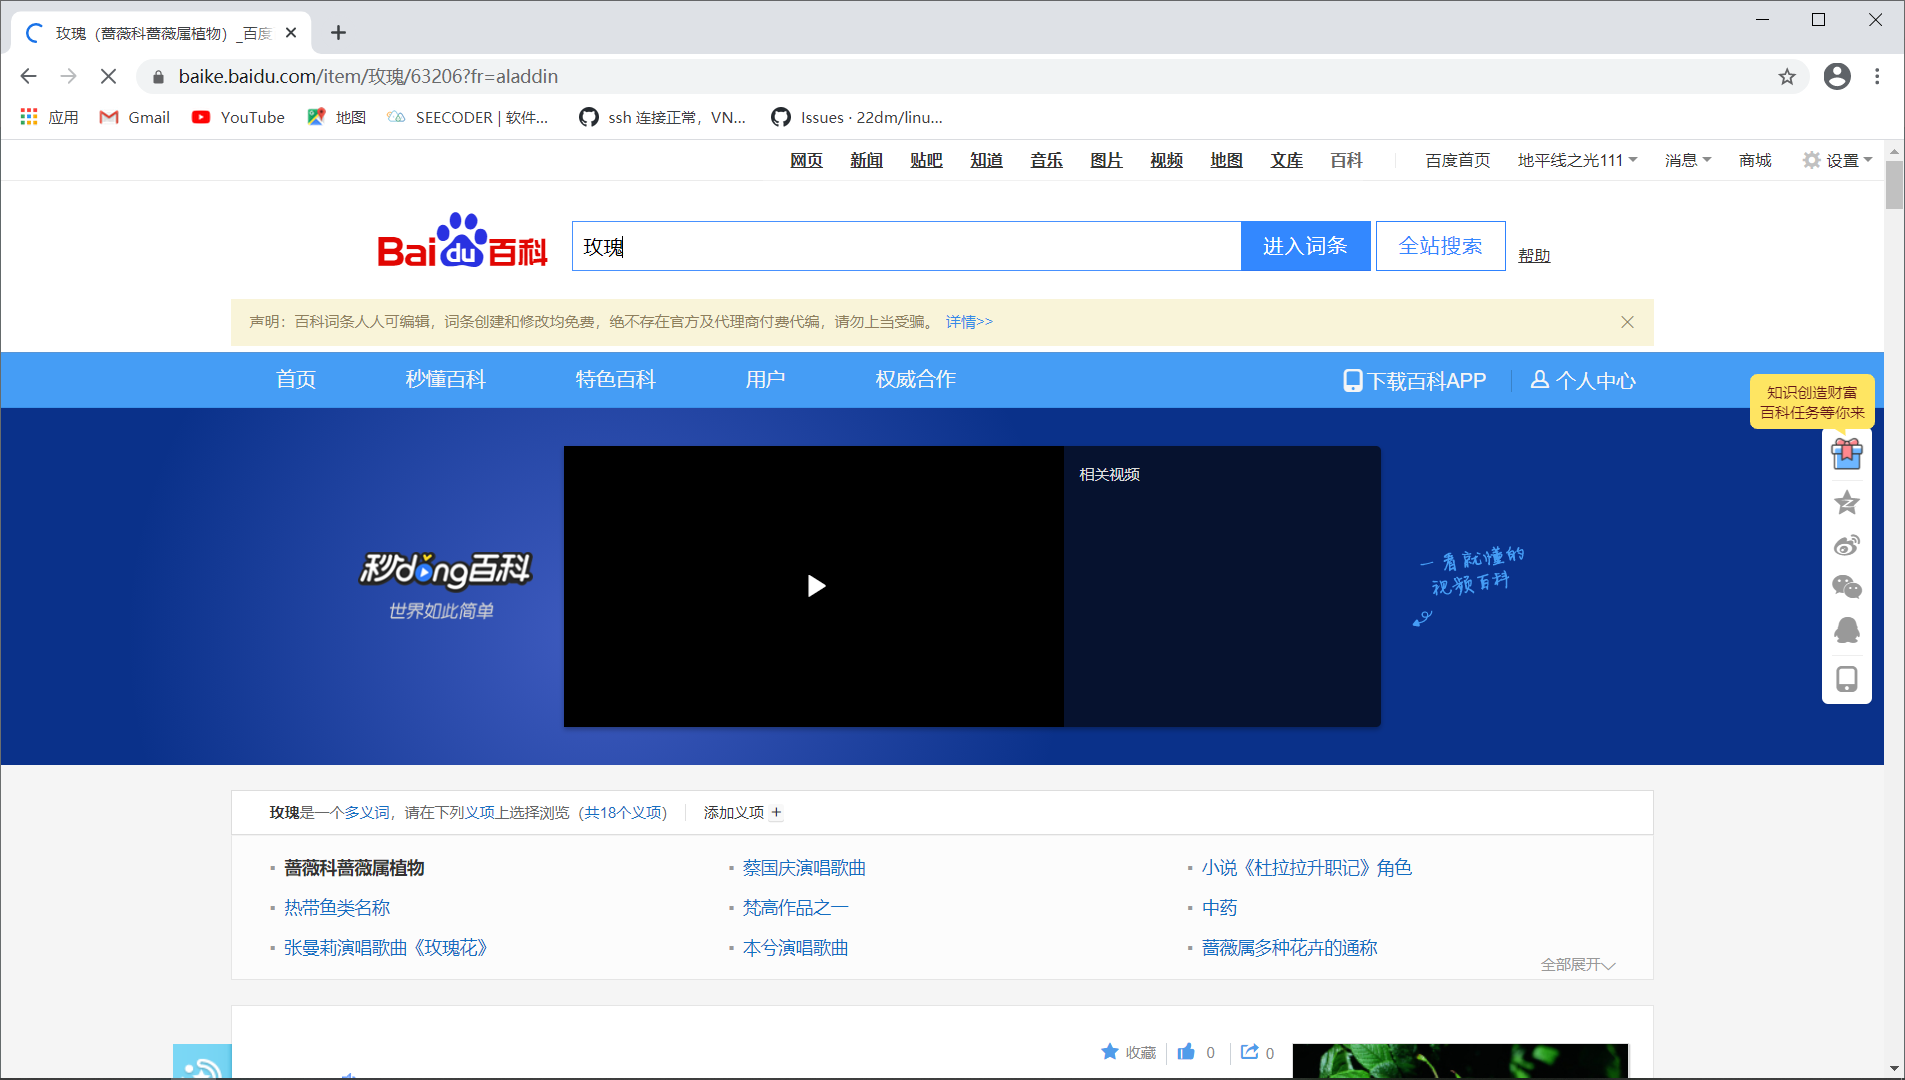 玫瑰（蔷薇科蔷薇属植物）_百度
baike.baidu.com/item/玫瑰/63206?fr=aladdin
应用 Gmail YouTube 地图 SEECODER | 软件... ssh 连接正常，VN... Issues · 22dm/linu...
网页 新闻 贴吧 知道 音乐 图片 视频 地图 文库 百科 百度首页 地平线之光111 消息 商城 设置
Bai du 百科 玫瑰 进入词条 全站搜索 帮助
声明：百科词条人人可编辑，词条创建和修改均免费，绝不存在官方及代理商付费代编，请勿上当受骗。 详情>>
首页 秒懂百科 特色百科 用户 权威合作 下载百科APP 个人中心
知识创造财富
百科任务等你来
相关视频
秒dong百科
世界如此简单
一看就懂的
视频百科
玫瑰是一个多义词，请在下列义项上选择浏览（共18个义项） 添加义项 +
▪ 蔷薇科蔷薇属植物 ▪ 蔡国庆演唱歌曲 ▪ 小说《杜拉拉升职记》角色
▪ 热带鱼类名称 ▪ 梵高作品之一 ▪ 中药
▪ 张曼莉演唱歌曲《玫瑰花》 ▪ 本兮演唱歌曲 ▪ 蔷薇属多种花卉的通称
全部展开
收藏 0 0